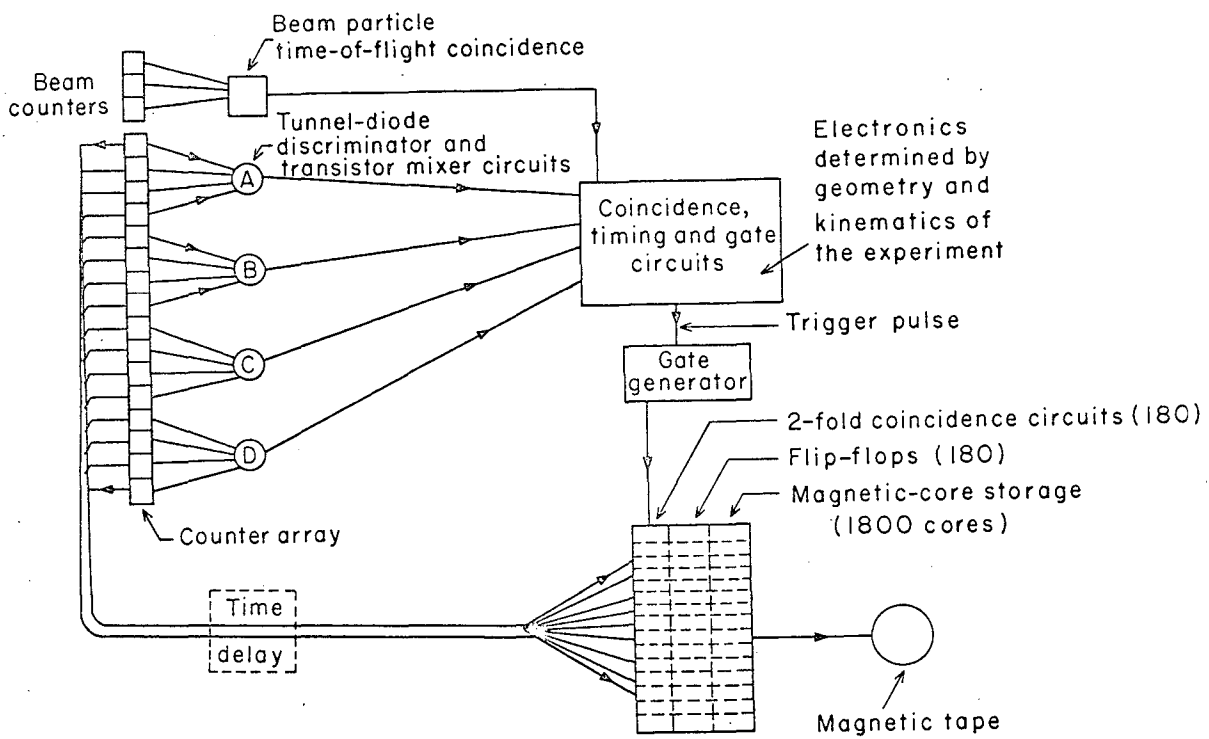 Beam particle
time-of-flight coincidence
Beam
counters
Tunnel-diode
discriminator and
transistor mixer circuits
A
B
C
D
Electronics
determined by
geometry and
kinematics of
the experiment
Coincidence,
timing and gate
circuits
Trigger pulse
Gate
generator
2-fold coincidence circuits (180)
Flip-flops (180)
Magnetic-core storage
(1800 cores)
Counter array
Time
delay
Magnetic tape